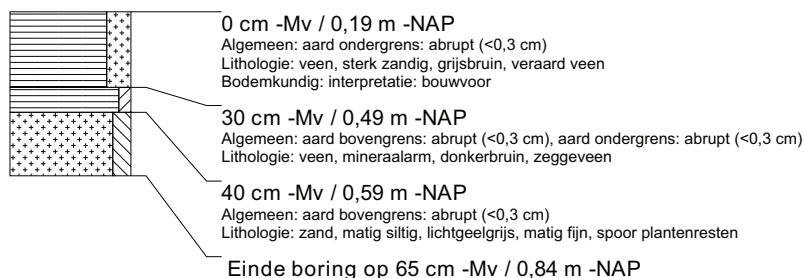 0 cm -Mv / 0,19 m -NAP
Algemeen: aard ondergrens: abrupt (<0,3 cm)
Lithologie: veen, sterk zandig, grijsbruin, veraard veen
Bodemkundig: interpretatie: bouwvoor
30 cm -Mv / 0,49 m -NAP
Algemeen: aard bovengrens: abrupt (<0,3 cm), aard ondergrens: abrupt (<0,3 cm)
Lithologie: veen, mineraalarm, donkerbruin, zeggeveen
40 cm -Mv / 0,59 m -NAP
Algemeen: aard bovengrens: abrupt (<0,3 cm)
Lithologie: zand, matig siltig, lichtgeelgrijs, matig fijn, spoor plantenresten
Einde boring op 65 cm -Mv / 0,84 m -NAP